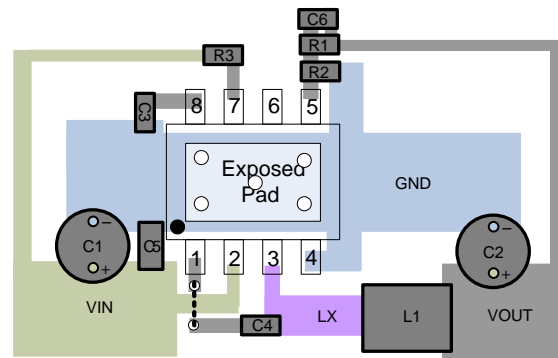 C6
R1
R3
R2
C3
8 7 6 5
Exposed
Pad
GND
C1
−
+
C5
C2
−
+
1 2 3 4
VIN
C4
LX
L1
VOUT